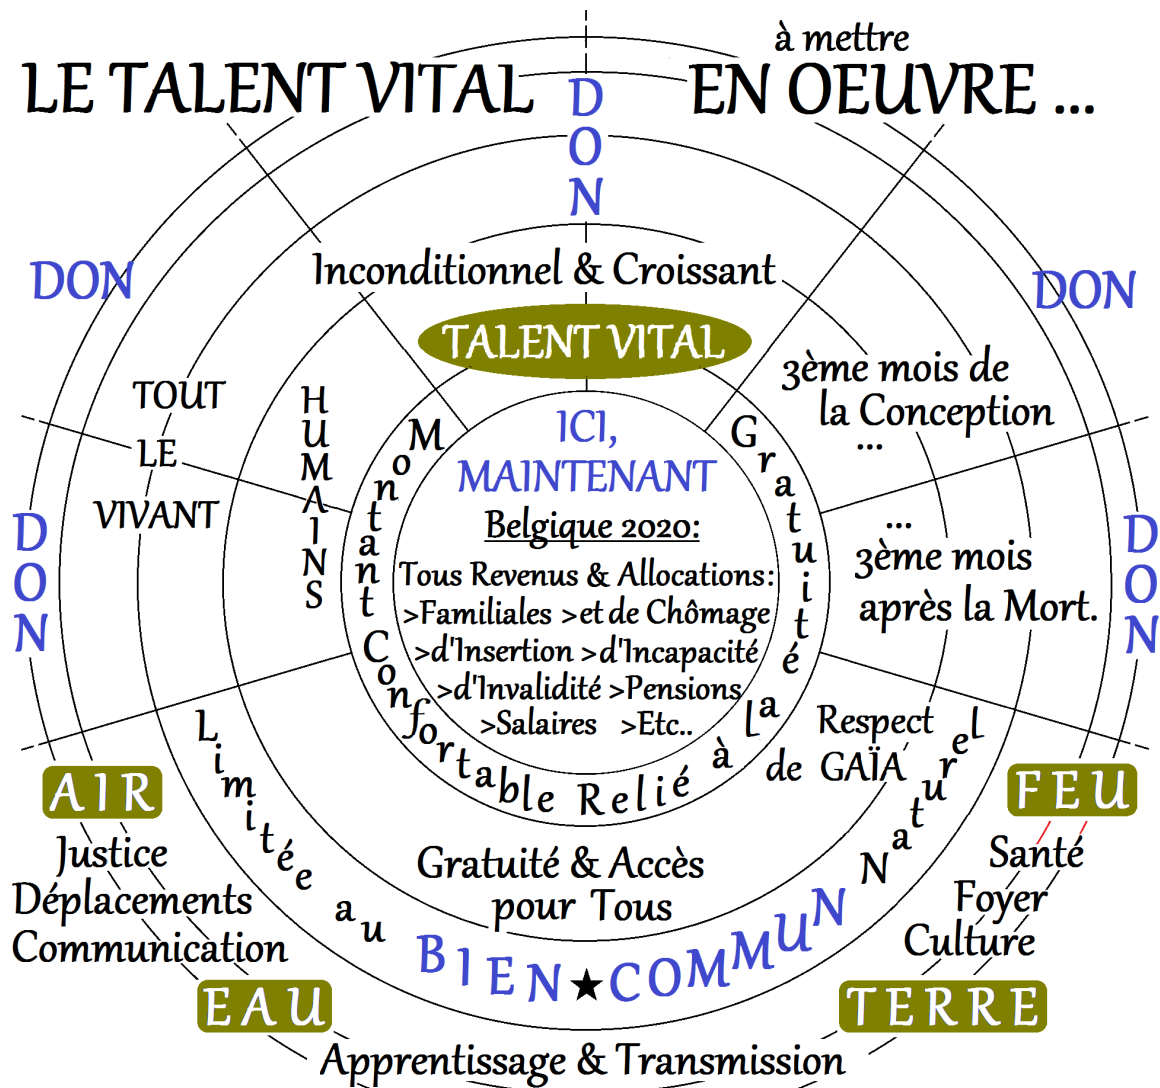 à mettre
LE TALENT VITAL
EN OEUVRE ...
DON
DON
DON
Inconditionnel & Croissant
TALENT VITAL
TOUT
LE
VIVANT
HUMAINS
3ème mois de
la Conception
...
...
3ème mois
après la Mort.
DON
DON
Montant Confortable Relié à la Gratuité
ICI,
MAINTENANT
Belgique 2020:
Tous Revenus & Allocations:
>Familiales >et de Chômage
>d'Insertion >d'Incapacité
>d'Invalidité >Pensions
>Salaires >Etc..
Respect
de GAÏA
Gratuité & Accès
pour Tous
Limitée au BIEN★COMMUN Naturel
AIR
Justice
Déplacements
Communication
EAU
FEU
Santé
Foyer
Culture
TERRE
Apprentissage & Transmission